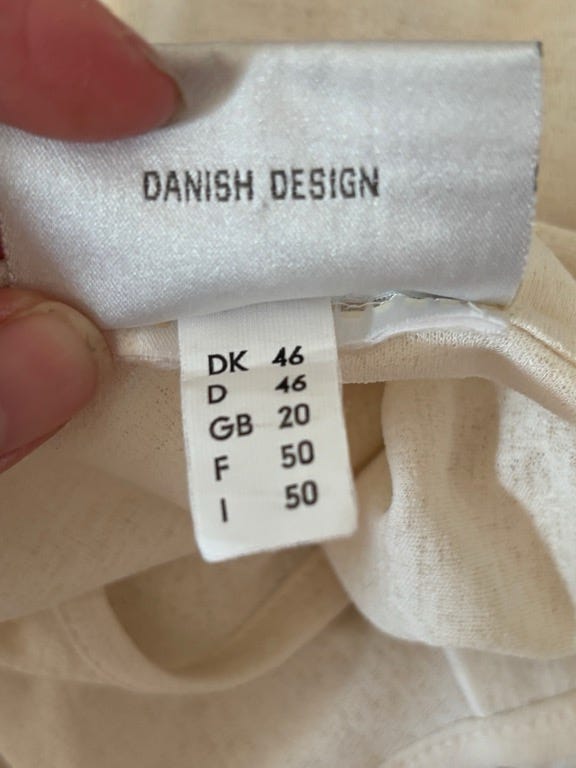 DANISH DESIGN
DK 46
D 46
GB 20
F 50
I 50